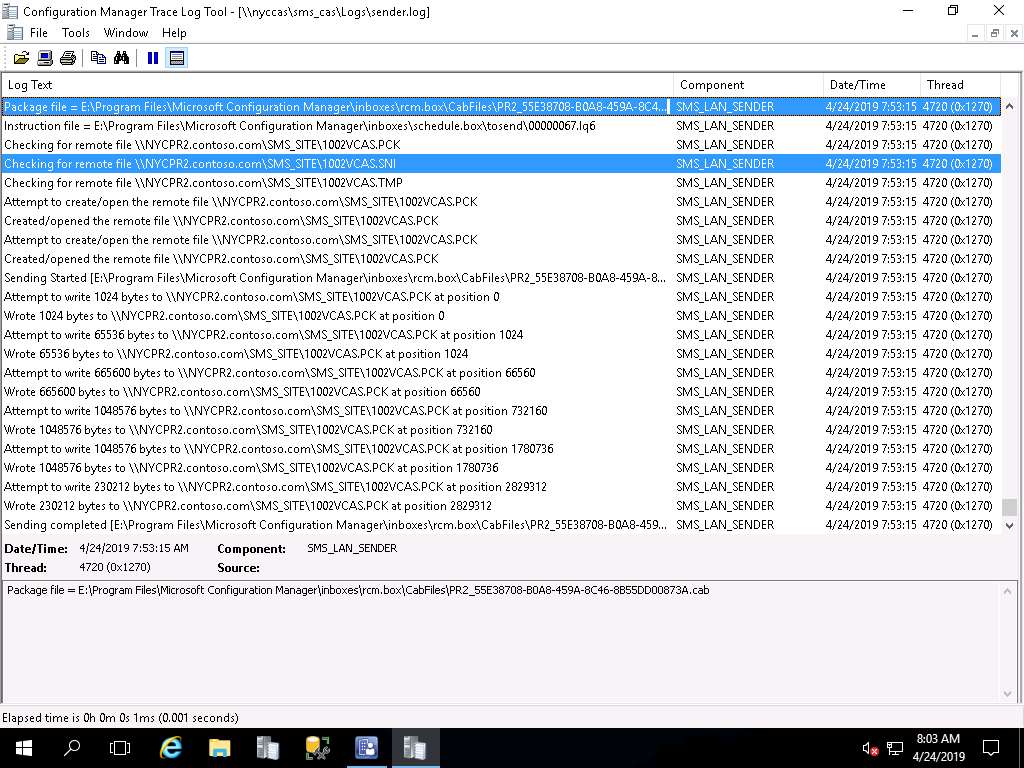 Configuration Manager Trace Log Tool - [\\nyccas\sms_cas\Logs\sender.log]
File Tools Window Help
Log Text Component Date/Time Thread
Package file = E:\Program Files\Microsoft Configuration Manager\inboxes\rcm.box\CabFiles\PR2_55E38708-B0A8-459A-8C4... SMS_LAN_SENDER 4/24/2019 7:53:15 4720 (0x1270)
Instruction file = E:\Program Files\Microsoft Configuration Manager\inboxes\schedule.box\tosend\00000067.Iq6 SMS_LAN_SENDER 4/24/2019 7:53:15 4720 (0x1270)
Checking for remote file \\NYCPR2.contoso.com\SMS_SITE\1002VCAS.PCK SMS_LAN_SENDER 4/24/2019 7:53:15 4720 (0x1270)
Checking for remote file \\NYCPR2.contoso.com\SMS_SITE\1002VCAS.SNI SMS_LAN_SENDER 4/24/2019 7:53:15 4720 (0x1270)
Checking for remote file \\NYCPR2.contoso.com\SMS_SITE\1002VCAS.TMP SMS_LAN_SENDER 4/24/2019 7:53:15 4720 (0x1270)
Attempt to create/open the remote file \\NYCPR2.contoso.com\SMS_SITE\1002VCAS.PCK SMS_LAN_SENDER 4/24/2019 7:53:15 4720 (0x1270)
Created/opened the remote file \\NYCPR2.contoso.com\SMS_SITE\1002VCAS.PCK SMS_LAN_SENDER 4/24/2019 7:53:15 4720 (0x1270)
Attempt to create/open the remote file \\NYCPR2.contoso.com\SMS_SITE\1002VCAS.PCK SMS_LAN_SENDER 4/24/2019 7:53:15 4720 (0x1270)
Created/opened the remote file \\NYCPR2.contoso.com\SMS_SITE\1002VCAS.PCK SMS_LAN_SENDER 4/24/2019 7:53:15 4720 (0x1270)
Sending Started [E:\Program Files\Microsoft Configuration Manager\inboxes\rcm.box\CabFiles\PR2_55E38708-B0A8-459A-8... SMS_LAN_SENDER 4/24/2019 7:53:15 4720 (0x1270)
Attempt to write 1024 bytes to \\NYCPR2.contoso.com\SMS_SITE\1002VCAS.PCK at position 0 SMS_LAN_SENDER 4/24/2019 7:53:15 4720 (0x1270)
Wrote 1024 bytes to \\NYCPR2.contoso.com\SMS_SITE\1002VCAS.PCK at position 0 SMS_LAN_SENDER 4/24/2019 7:53:15 4720 (0x1270)
Attempt to write 65536 bytes to \\NYCPR2.contoso.com\SMS_SITE\1002VCAS.PCK at position 1024 SMS_LAN_SENDER 4/24/2019 7:53:15 4720 (0x1270)
Wrote 65536 bytes to \\NYCPR2.contoso.com\SMS_SITE\1002VCAS.PCK at position 1024 SMS_LAN_SENDER 4/24/2019 7:53:15 4720 (0x1270)
Attempt to write 665600 bytes to \\NYCPR2.contoso.com\SMS_SITE\1002VCAS.PCK at position 66560 SMS_LAN_SENDER 4/24/2019 7:53:15 4720 (0x1270)
Wrote 665600 bytes to \\NYCPR2.contoso.com\SMS_SITE\1002VCAS.PCK at position 66560 SMS_LAN_SENDER 4/24/2019 7:53:15 4720 (0x1270)
Attempt to write 1048576 bytes to \\NYCPR2.contoso.com\SMS_SITE\1002VCAS.PCK at position 732160 SMS_LAN_SENDER 4/24/2019 7:53:15 4720 (0x1270)
Wrote 1048576 bytes to \\NYCPR2.contoso.com\SMS_SITE\1002VCAS.PCK at position 732160 SMS_LAN_SENDER 4/24/2019 7:53:15 4720 (0x1270)
Attempt to write 1048576 bytes to \\NYCPR2.contoso.com\SMS_SITE\1002VCAS.PCK at position 1780736 SMS_LAN_SENDER 4/24/2019 7:53:15 4720 (0x1270)
Wrote 1048576 bytes to \\NYCPR2.contoso.com\SMS_SITE\1002VCAS.PCK at position 1780736 SMS_LAN_SENDER 4/24/2019 7:53:15 4720 (0x1270)
Attempt to write 230212 bytes to \\NYCPR2.contoso.com\SMS_SITE\1002VCAS.PCK at position 2829312 SMS_LAN_SENDER 4/24/2019 7:53:15 4720 (0x1270)
Wrote 230212 bytes to \\NYCPR2.contoso.com\SMS_SITE\1002VCAS.PCK at position 2829312 SMS_LAN_SENDER 4/24/2019 7:53:15 4720 (0x1270)
Sending completed [E:\Program Files\Microsoft Configuration Manager\inboxes\rcm.box\CabFiles\PR2_55E38708-B0A8-459... SMS_LAN_SENDER 4/24/2019 7:53:15 4720 (0x1270)
Date/Time: 4/24/2019 7:53:15 AM Component: SMS_LAN_SENDER
Thread: 4720 (0x1270) Source:
Package file = E:\Program Files\Microsoft Configuration Manager\inboxes\rcm.box\CabFiles\PR2_55E38708-B0A8-459A-8C46-8B55DD00873A.cab
Elapsed time is 0h 0m 0s 1ms (0.001 seconds)
8:03 AM
4/24/2019